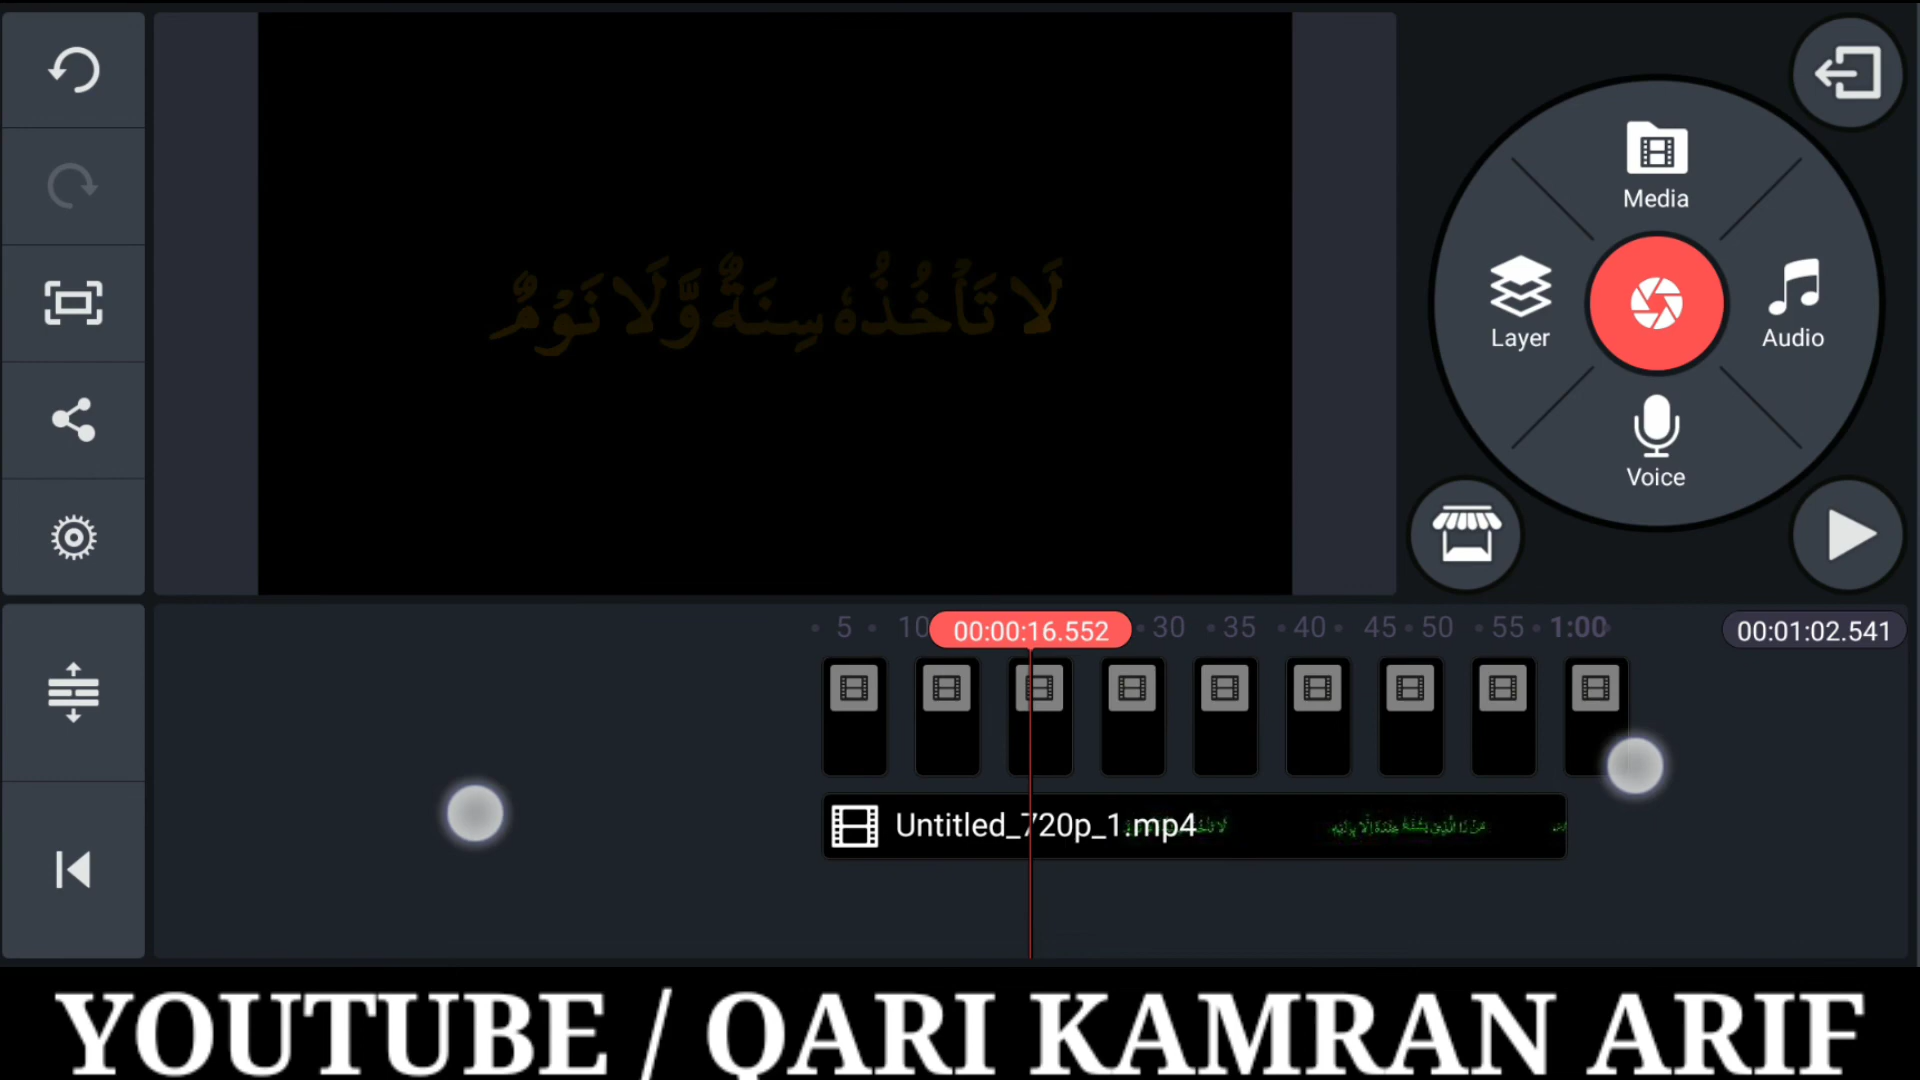 Media
لَا تَاۡخُذُهٗ سِنَةٌ وَّلَا نَوۡمٌ
Layer
Audio
Voice
5
10
00:00:16.552
30
35
40
45
50
55
1:00
00:01:02.541
Untitled_720p_1.mp4
YOUTUBE / QARI KAMRAN ARIF